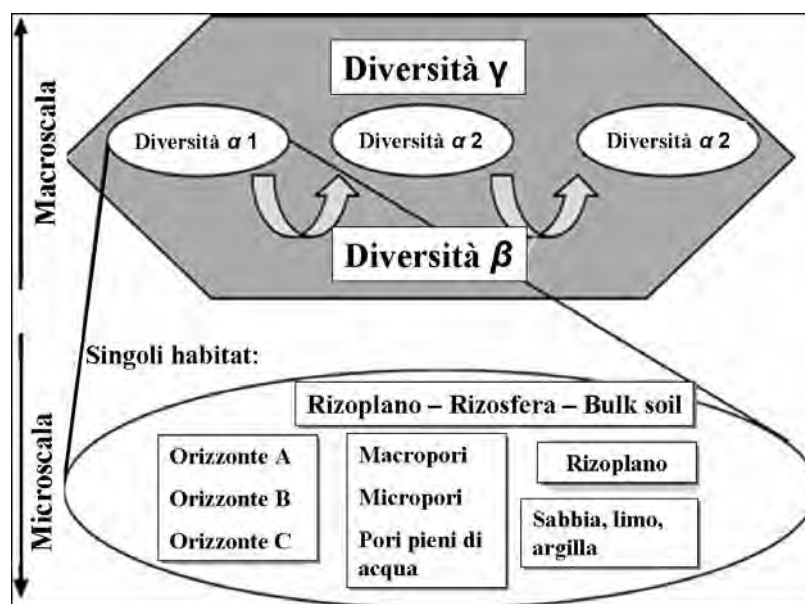 Macroscala
Diversità γ
Diversità α 1
Diversità α 2
Diversità α 2
Diversità β
Microscala
Singoli habitat:
Rizoplano – Rizosfera – Bulk soil
Orizzonte A
Orizzonte B
Orizzonte C
Macropori
Micropori
Pori pieni di
acqua
Rizoplano
Sabbia, limo,
argilla